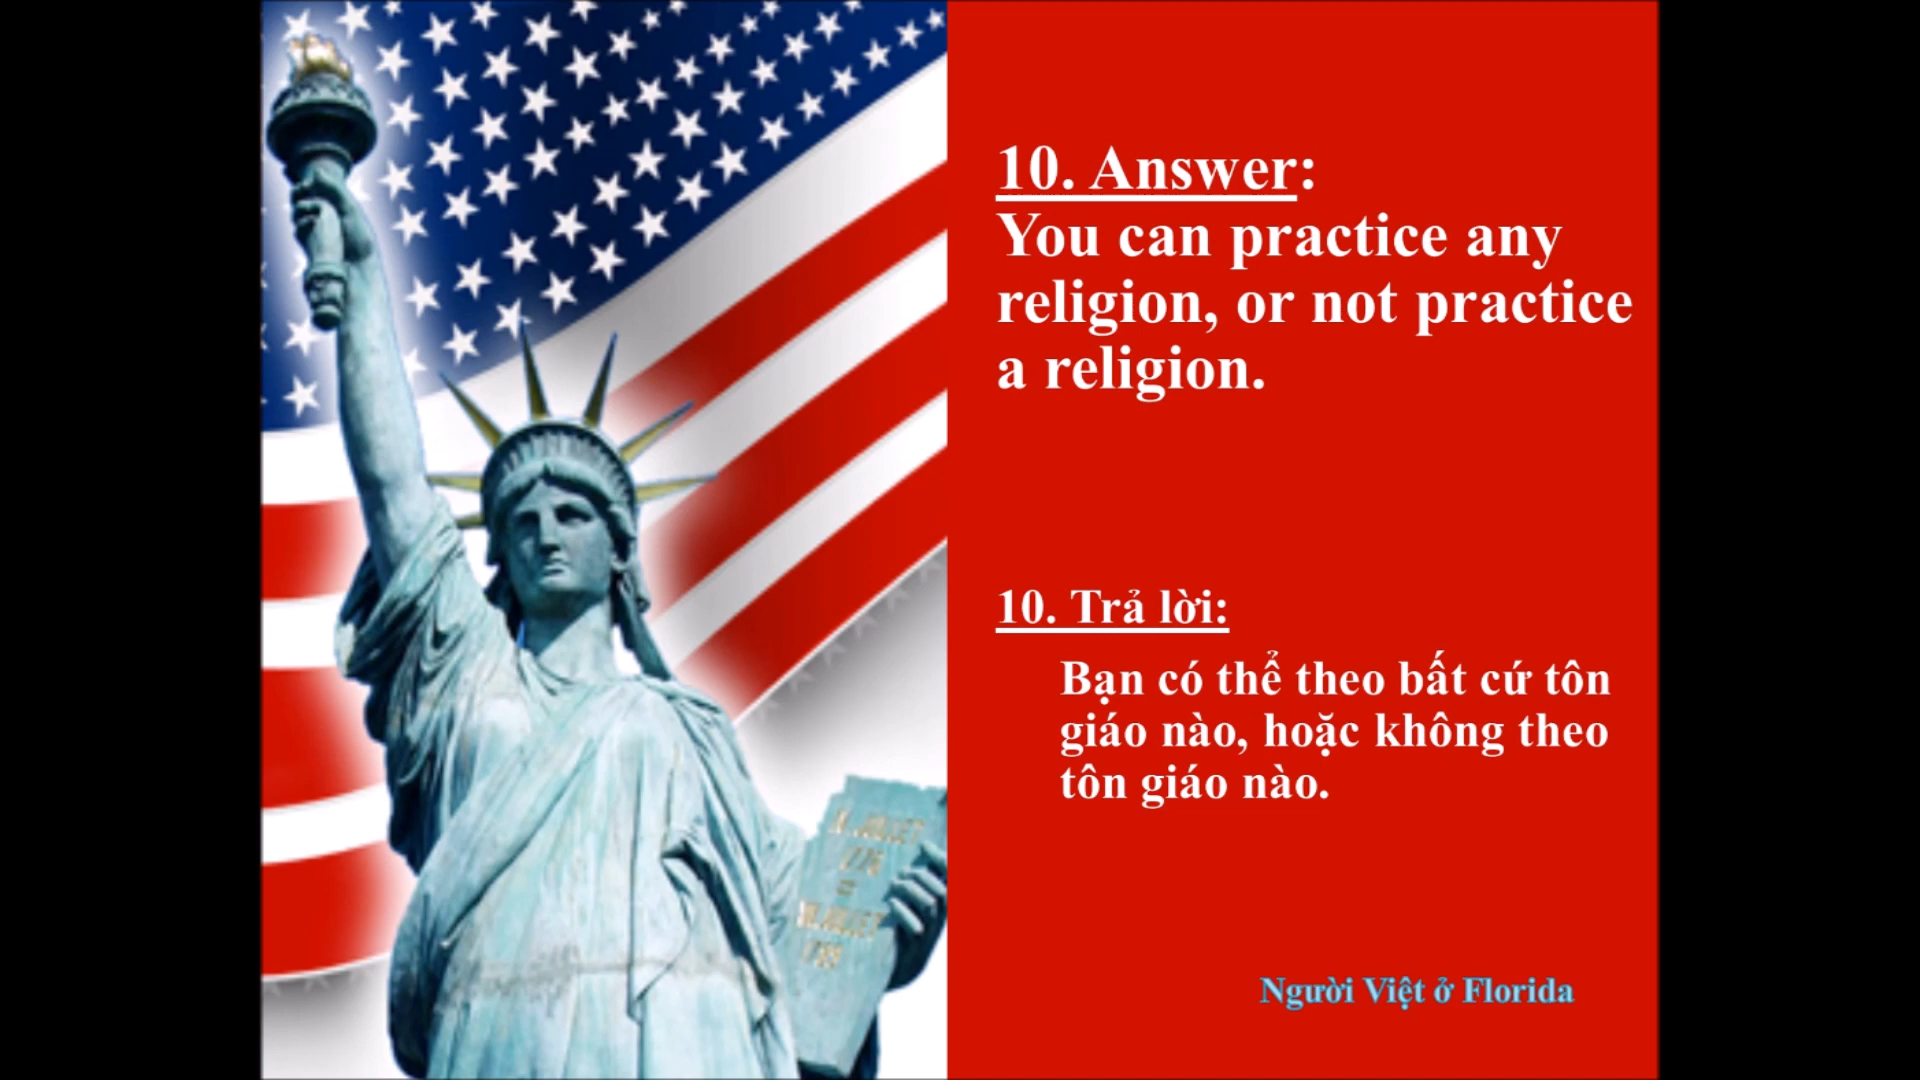 10. Answer:
You can practice any
religion, or not practice
a religion.
10. Trả lời:
Bạn có thể theo bất cứ tôn
giáo nào, hoặc không theo
tôn giáo nào.
Người Việt ở Florida